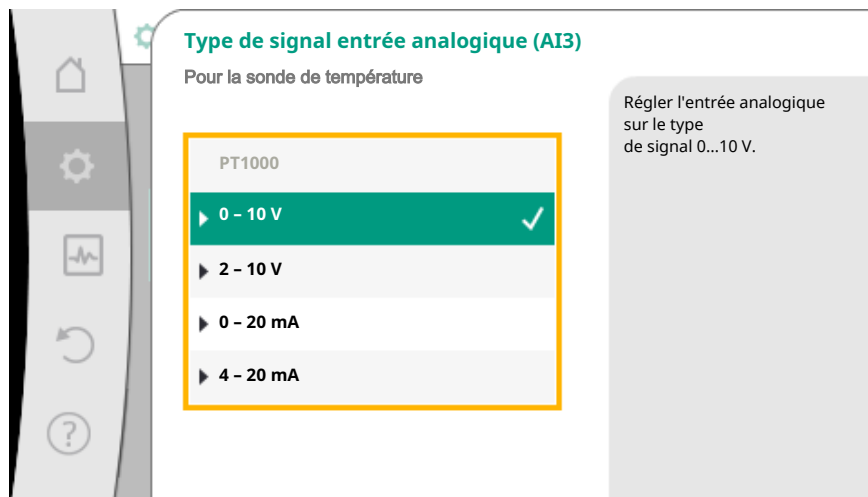 Type de signal entrée analogique (AI3)
Pour la sonde de température
PT1000
0 – 10 V
2 – 10 V
0 – 20 mA
4 – 20 mA
Régler l'entrée analogique
sur le type
de signal 0...10 V.
?